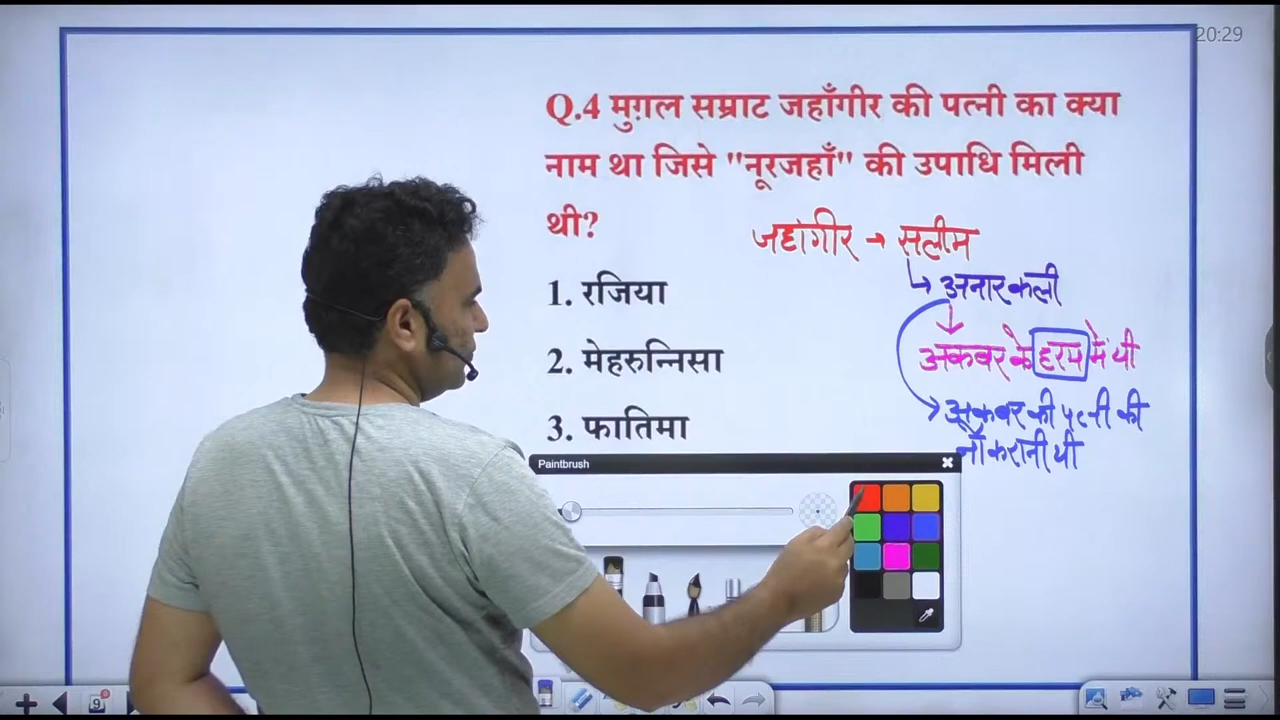 20:29
Q.4 मुग़ल सम्राट जहाँगीर की पत्नी का क्या
नाम था जिसे "नूरजहाँ" की उपाधि मिली
थी?
जहांगीर → सलीम
↳ अनारकली
1. रजिया
अकबर के हरम में थी
2. मेहरुन्निसा
अकबर की पत्नी की
3. फातिमा
नौकरानी थी
Paintbrush
9